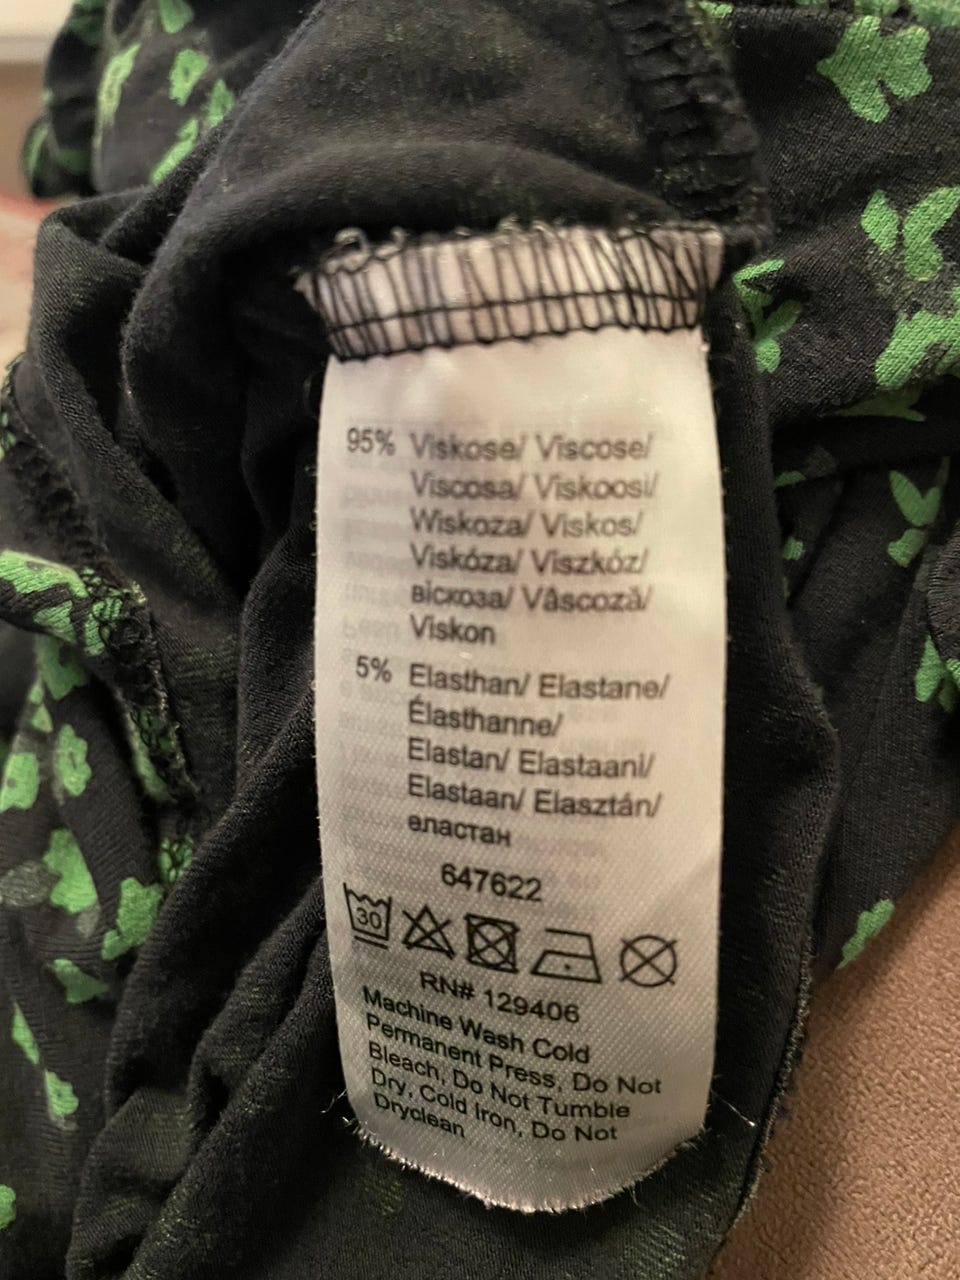 95% Viskose/ Viscose/
Viscosa/ Viskoosi/
Wiskoza/ Viskos/
Viskóza/ Viszkóz/
віскоза/ Vâscoză/
Viskon
5% Elasthan/ Elastane/
Élasthanne/
Elastan/ Elastaani/
Elastaan/ Elasztán/
еластан
647622
30
RN# 129406
Machine Wash Cold
Permanent Press, Do Not
Bleach, Do Not Tumble
Dry, Cold Iron, Do Not
Dryclean